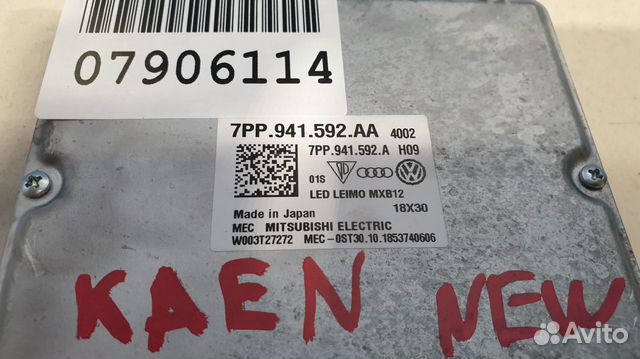 07906114
7PP.941.592.AA 4002
7PP.941.592.A H09
01S
LED LEIMO MXB12
18X30
Made in Japan
MEC MITSUBISHI ELECTRIC
W003T27272 MEC-0ST30.10.1853740606
KAEN NEW
Avito